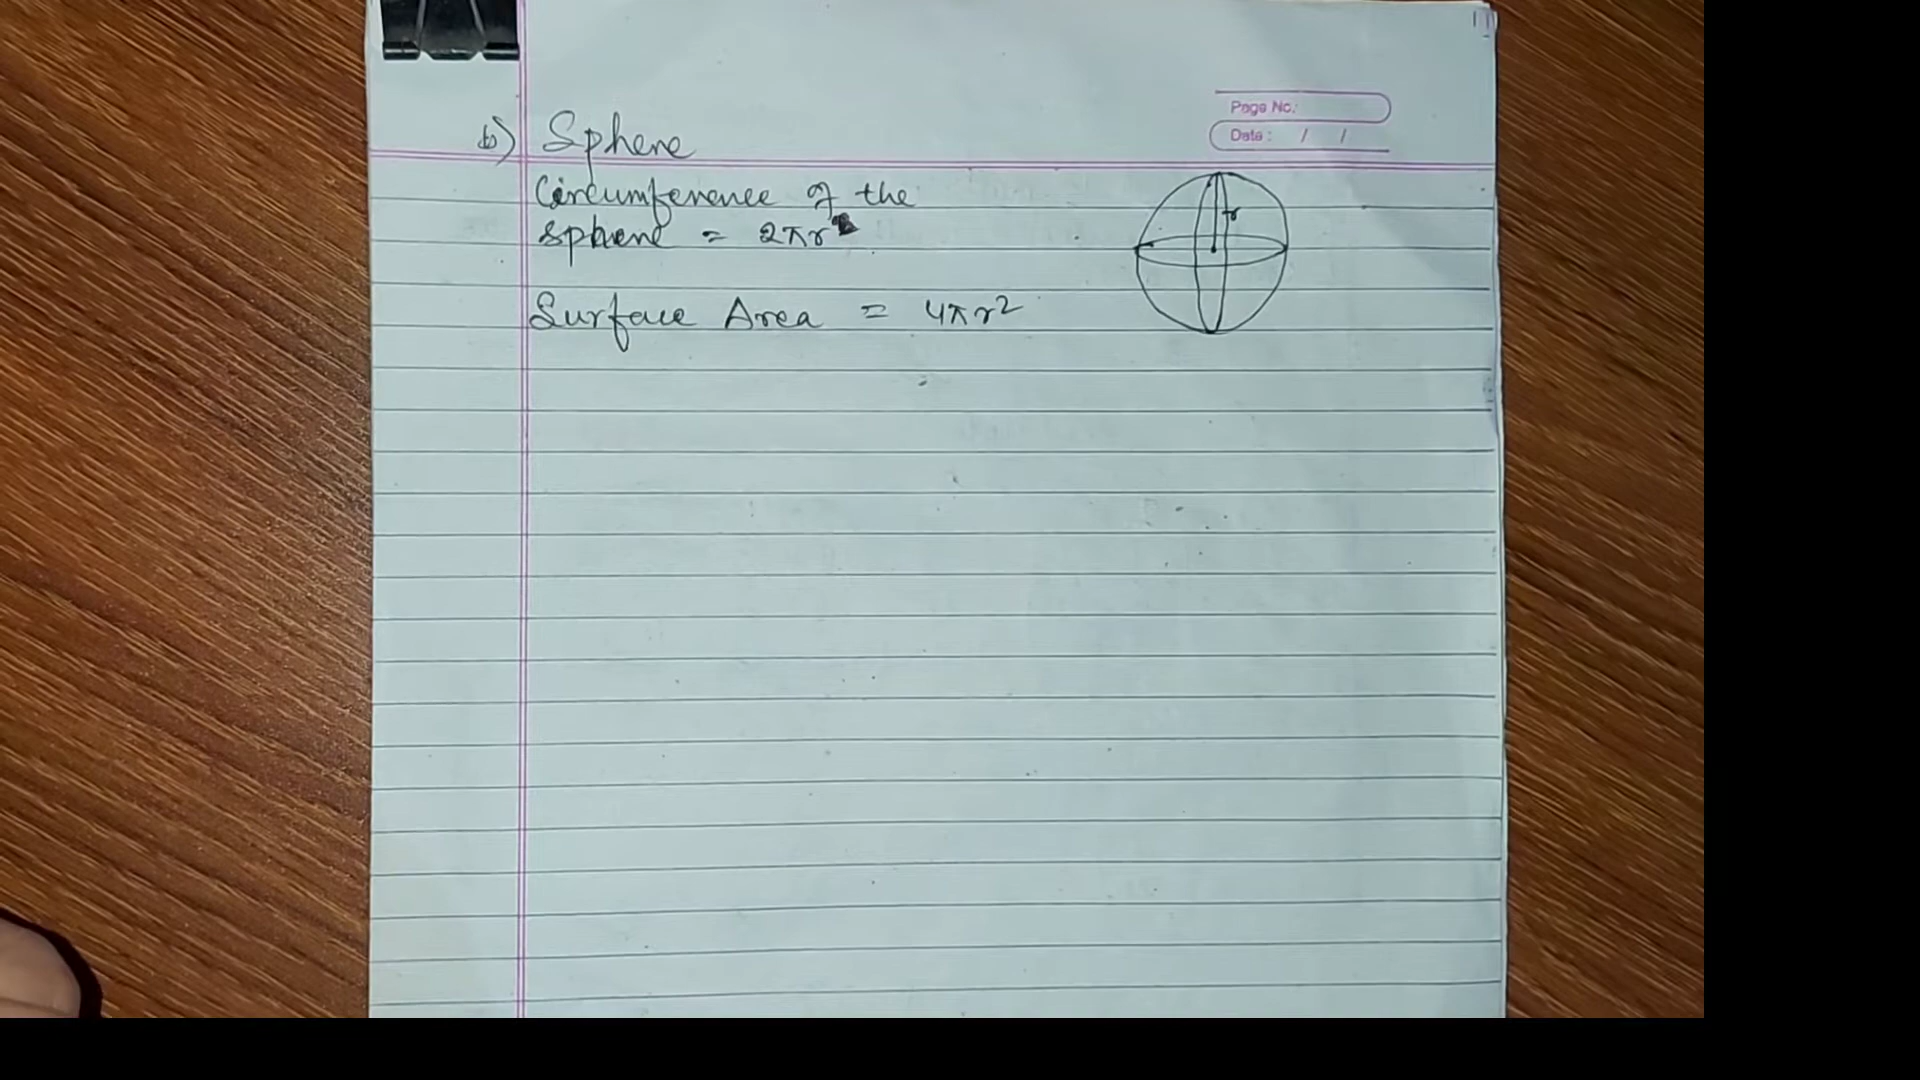 Page No.:
Date : / /
b) Sphere
Circumference of the
sphere = 2πr
Surface Area = 4πr²
r